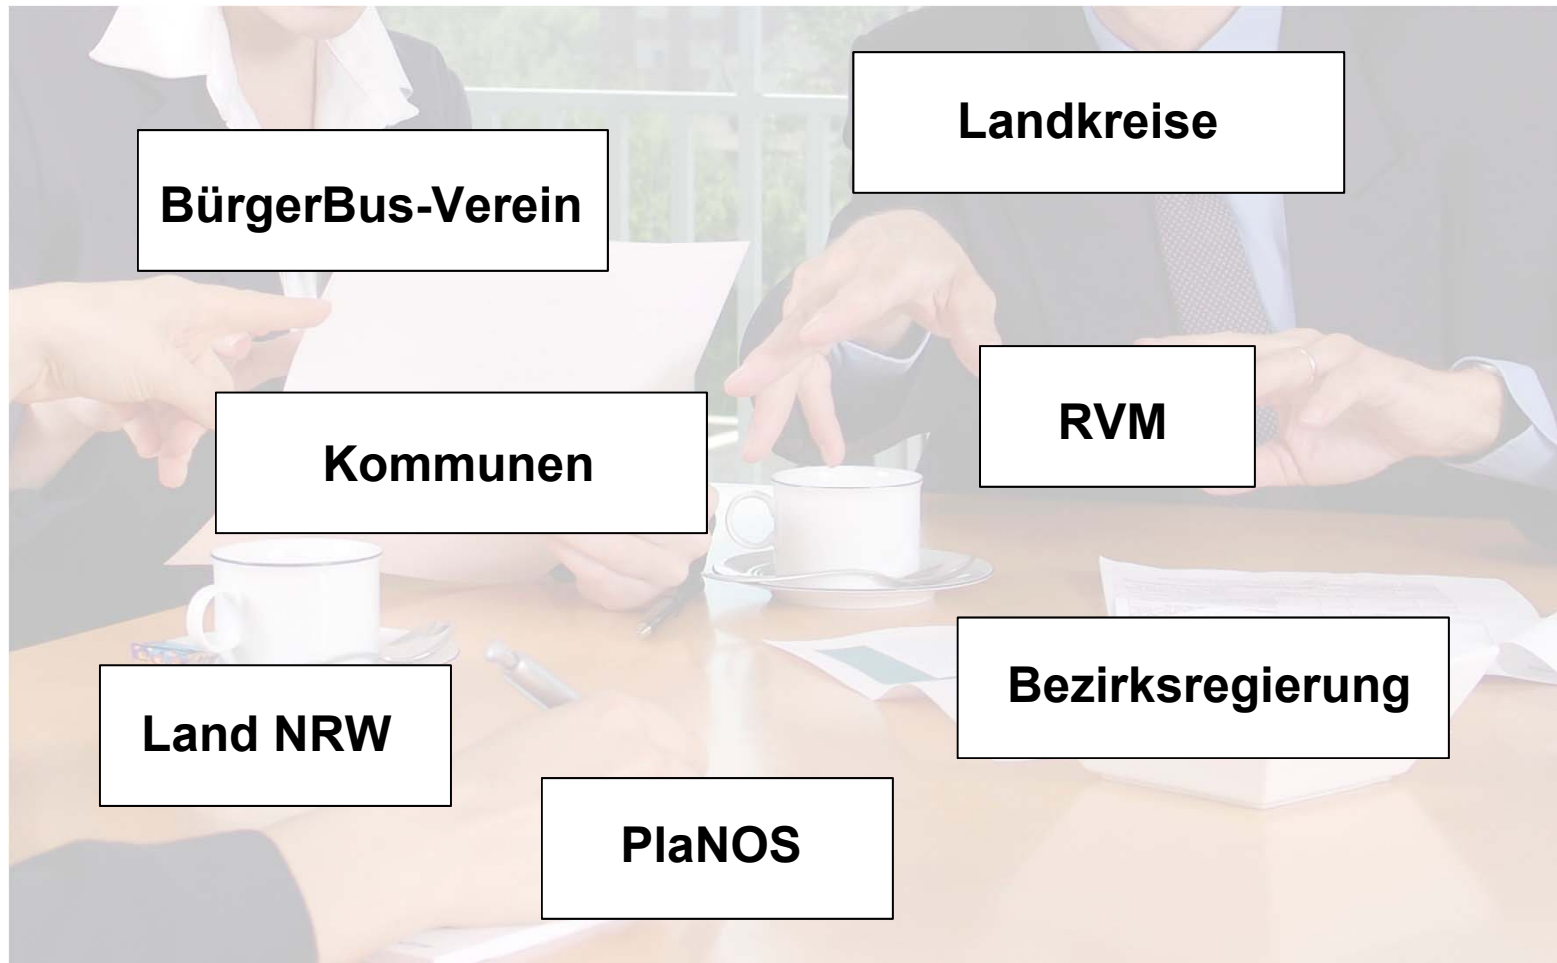 Landkreise
BürgerBus-Verein
RVM
Kommunen
Bezirksregierung
Land NRW
PlaNOS